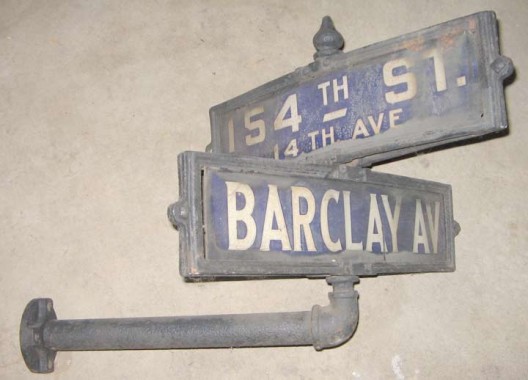 154 TH ST.
14 TH. AVE
BARCLAY AV